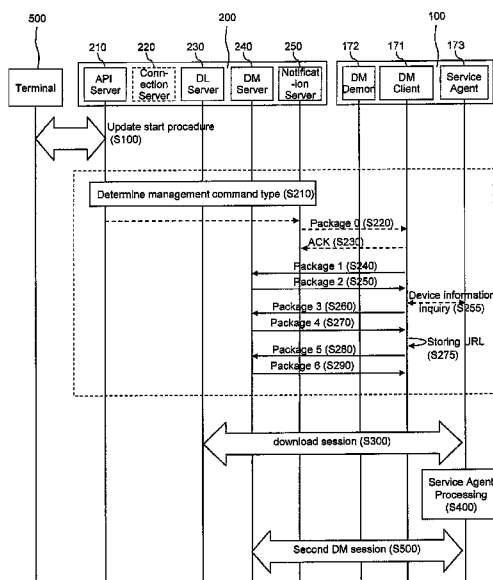 500
200
100
210
220
230
240
250
172
171
173
Terminal
API
Server
Conn-
ection
Server
DL
Server
DM
Server
Notificat
-ion
Server
DM
Demon
DM
Client
Service
Agent
Update start procedure
(S100)
Determine management command type (S210)
Package 0 (S220)
ACK (S230)
Package 1 (S240)
Package 2 (S250)
Device information
inquiry (S255)
Package 3 (S260)
Package 4 (S270)
Storing URL
(S275)
Package 5 (S280)
Package 6 (S290)
download session (S300)
Service Agent
Processing
(S400)
Second DM session (S500)